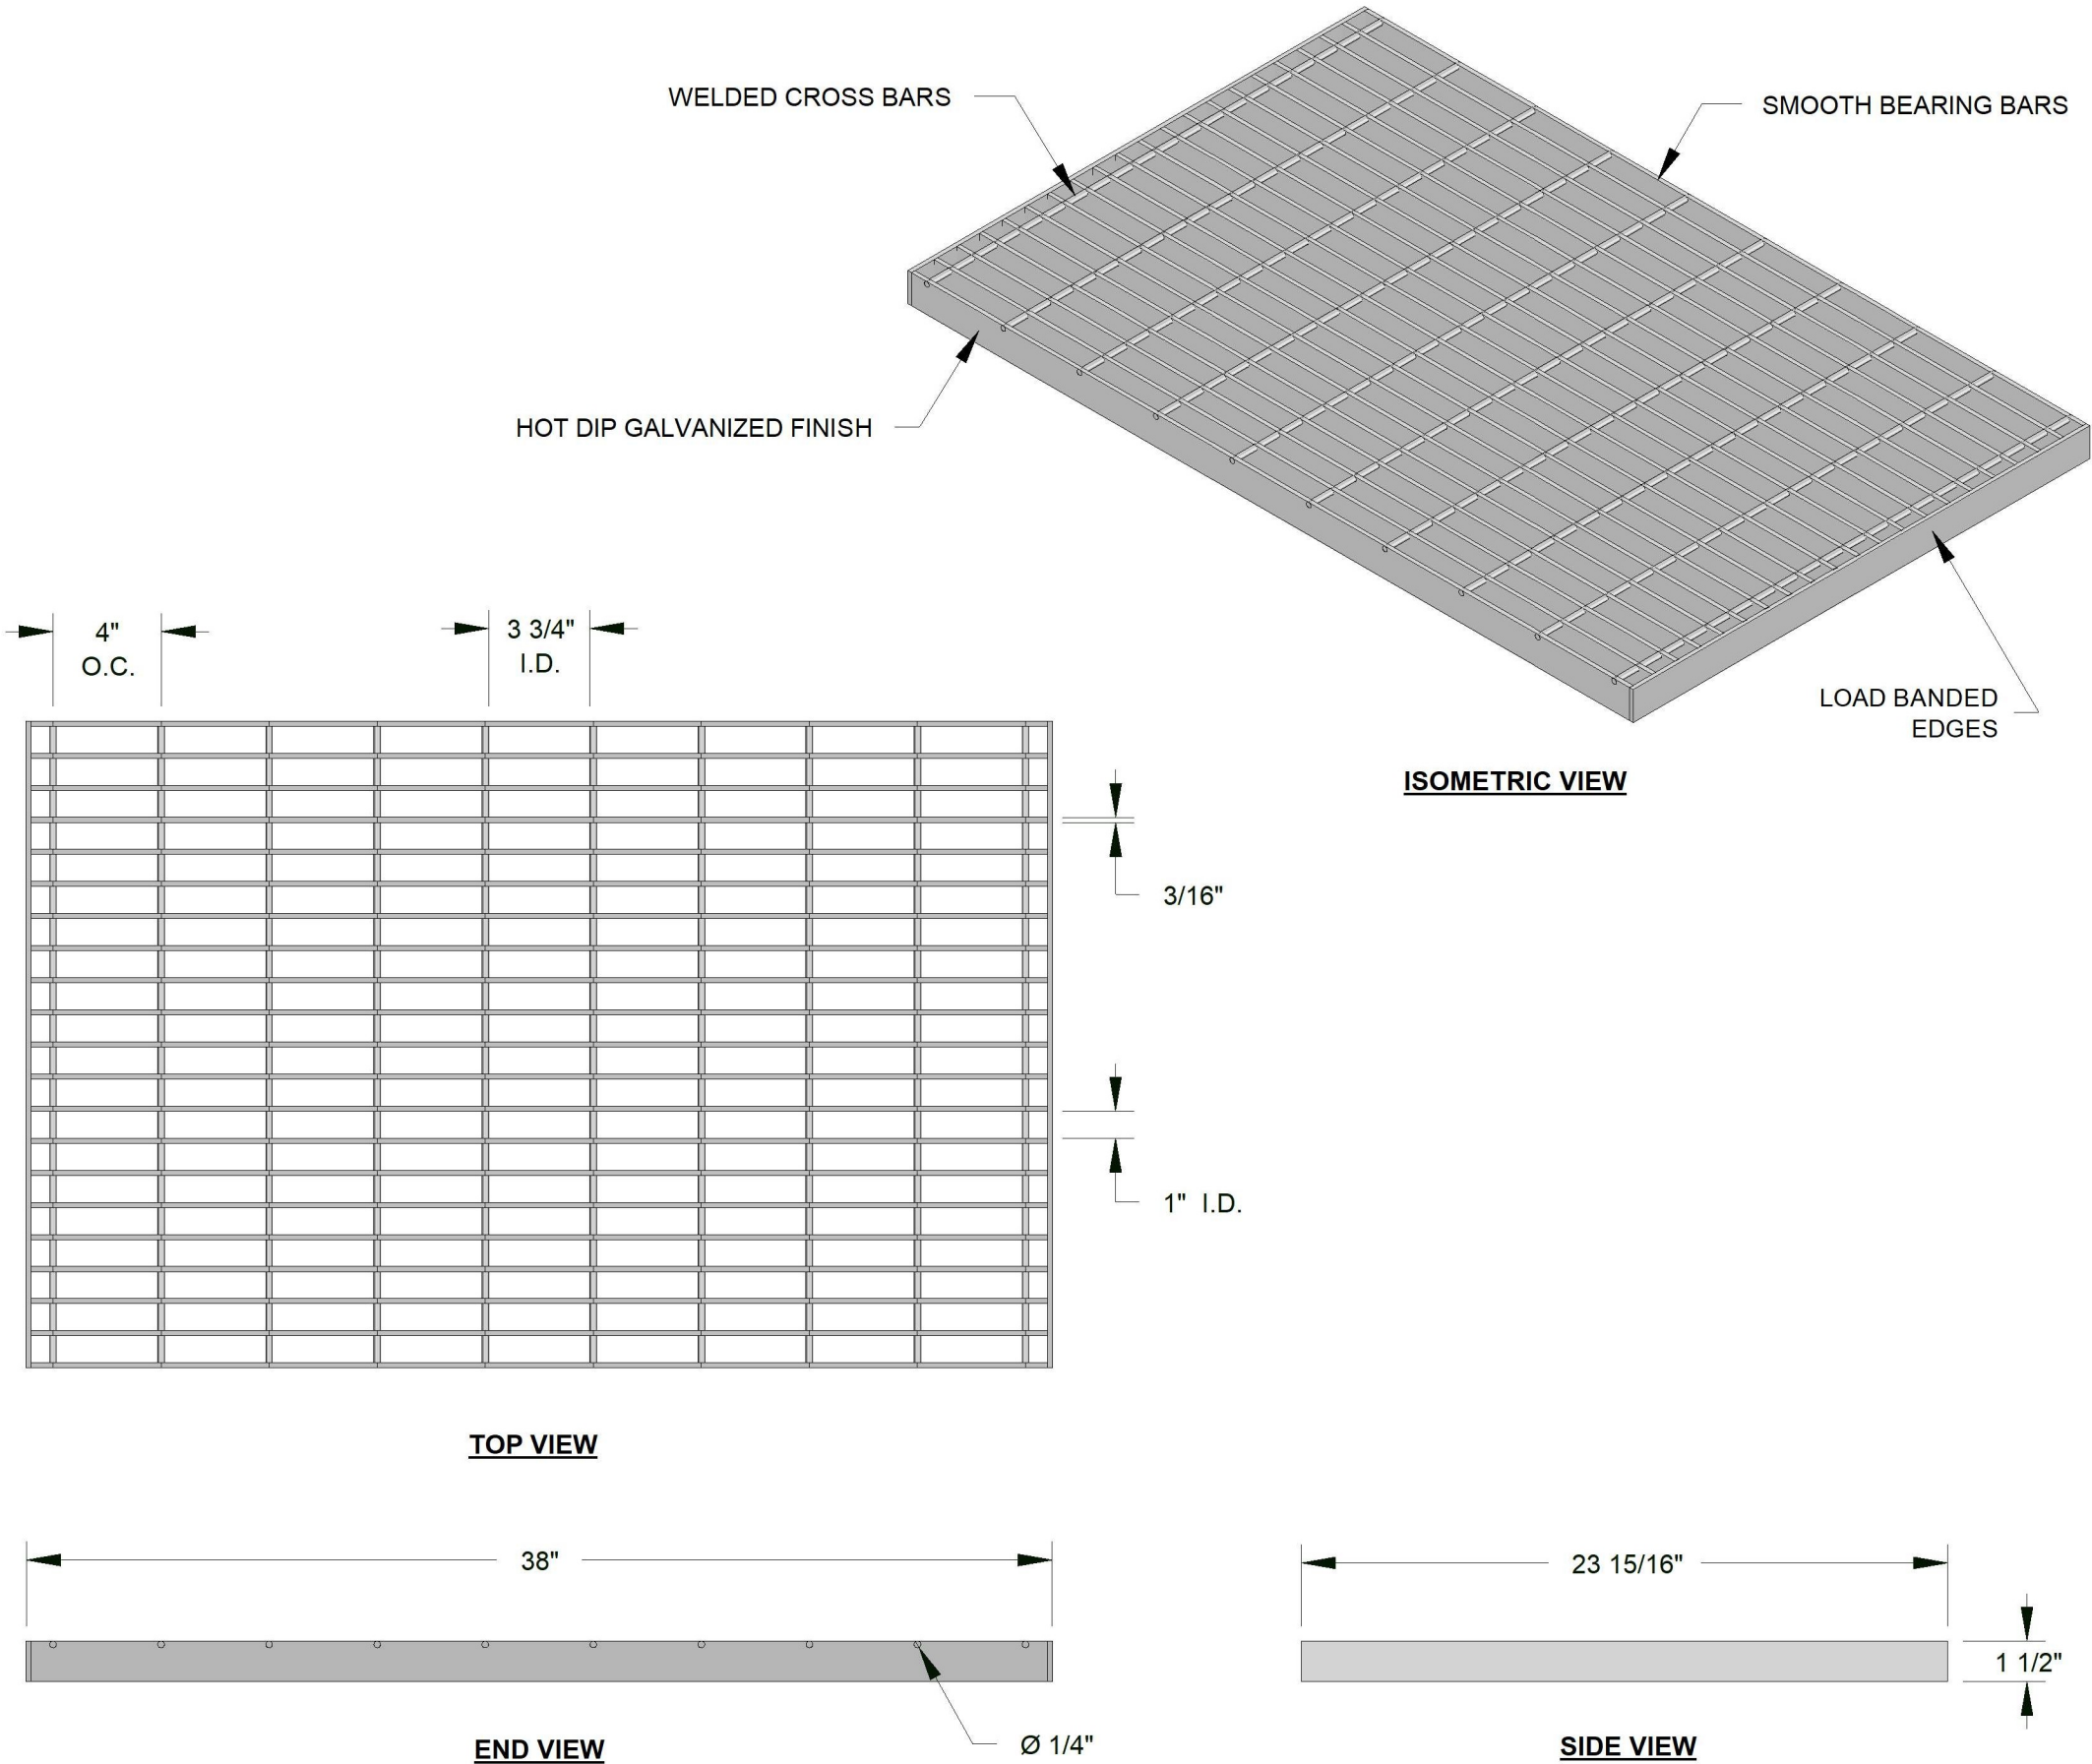 WELDED CROSS BARS
SMOOTH BEARING BARS
HOT DIP GALVANIZED FINISH
LOAD BANDED
EDGES
ISOMETRIC VIEW
4"
O.C.
3 3/4"
I.D.
3/16"
1" I.D.
TOP VIEW
38"
Ø 1/4"
END VIEW
23 15/16"
1 1/2"
SIDE VIEW